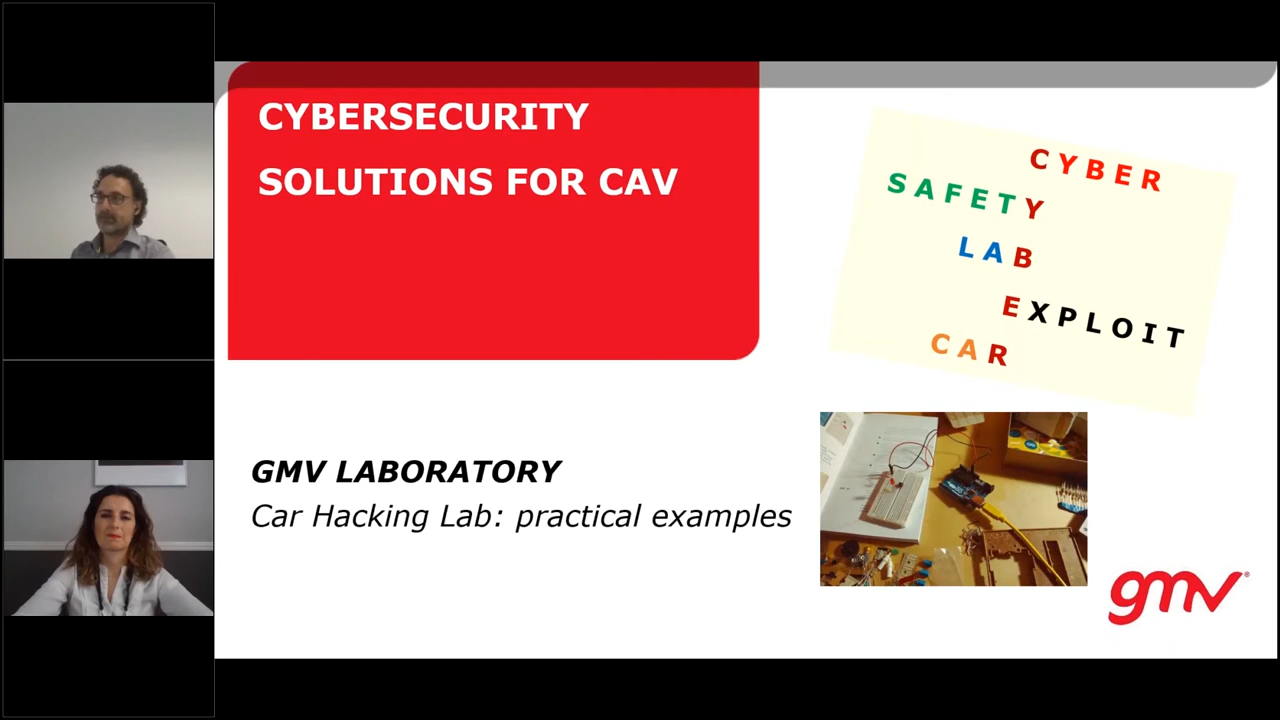 CYBERSECURITY
SOLUTIONS FOR CAV
CYBER
SAFETY
LAB
EXPLOIT
CAR
GMV LABORATORY
Car Hacking Lab: practical examples
gmv®